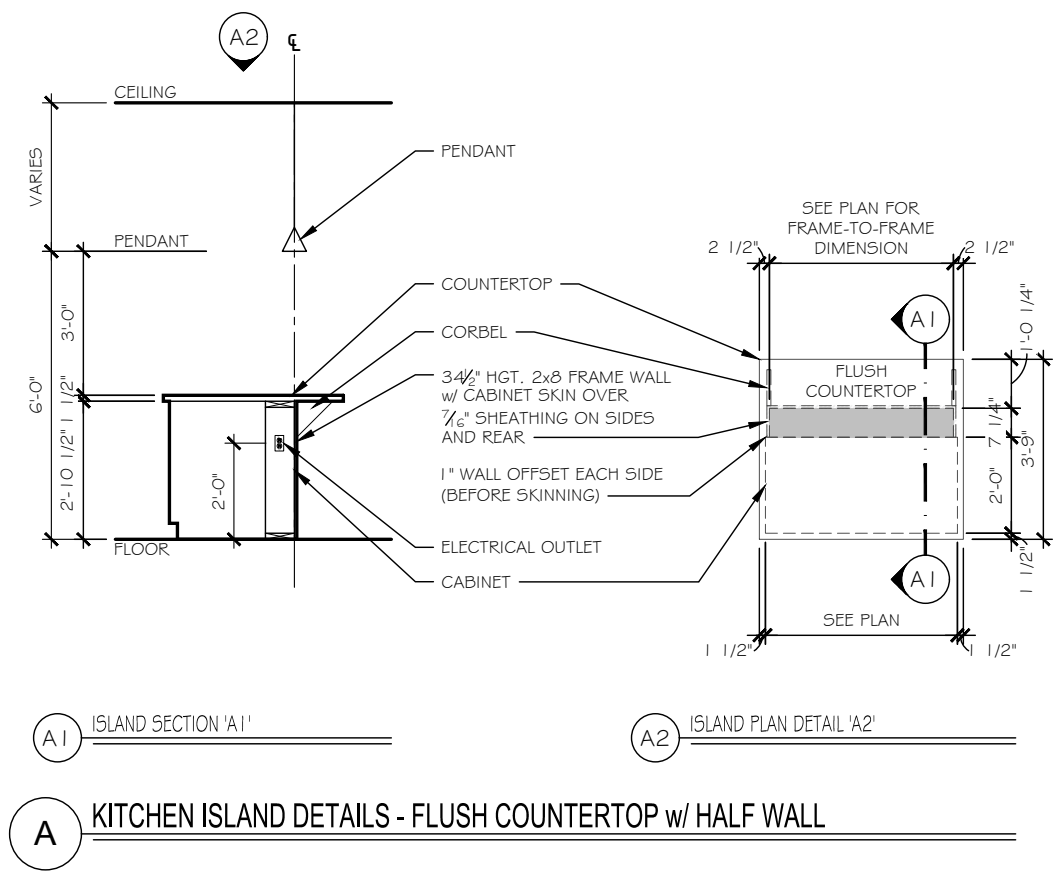 A2
℄
CEILING
VARIES
PENDANT
PENDANT
6'-0"
3'-0"
1 1/2"
2'-10 1/2"
2'-0"
FLOOR
COUNTERTOP
CORBEL
34½" HGT. 2x8 FRAME WALL
w/ CABINET SKIN OVER
7/16" SHEATHING ON SIDES
AND REAR
1" WALL OFFSET EACH SIDE
(BEFORE SKINNING)
ELECTRICAL OUTLET
CABINET
SEE PLAN FOR
FRAME-TO-FRAME
DIMENSION
2 1/2"
2 1/2"
A1
FLUSH
COUNTERTOP
1'-0 1/4"
7 1/4"
3'-9"
2'-0"
1 1/2"
A1
SEE PLAN
1 1/2"
1 1/2"
A1
ISLAND SECTION 'A1'
A2
ISLAND PLAN DETAIL 'A2'
A
KITCHEN ISLAND DETAILS - FLUSH COUNTERTOP w/ HALF WALL